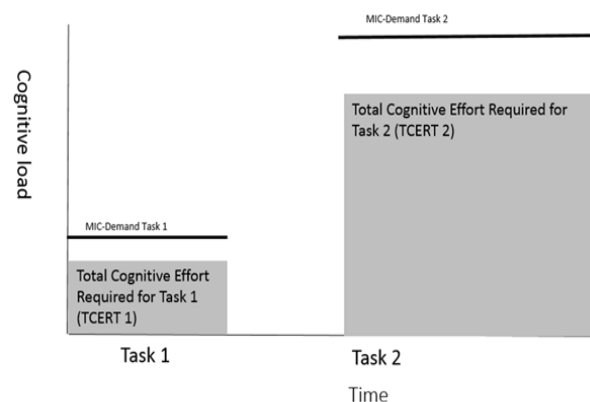 MIC-Demand Task 2
Cognitive load
Total Cognitive Effort Required for
Task 2 (TCERT 2)
MIC-Demand Task 1
Total Cognitive Effort
Required for Task 1
(TCERT 1)
Task 1
Task 2
Time